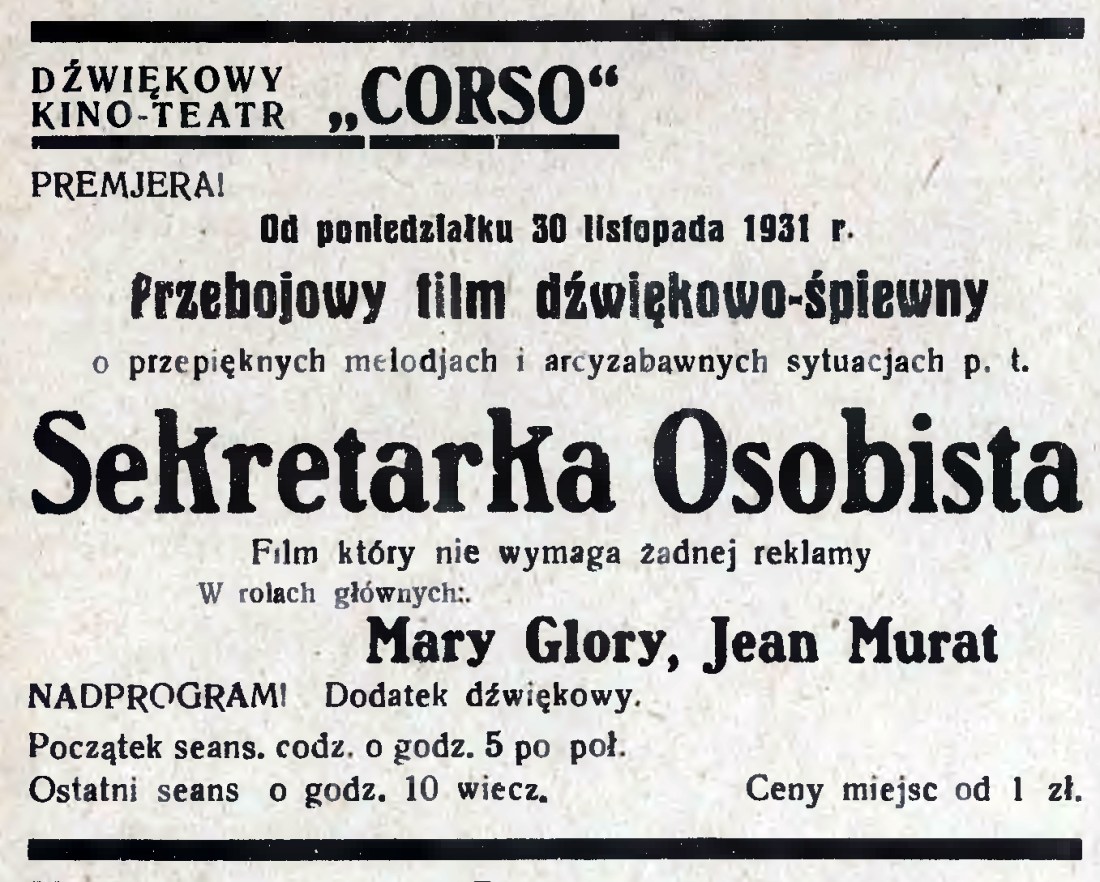 DŹWIĘKOWY
KINO-TEATR „CORSO“
PREMJERA!
Od poniedziałku 30 listopada 1931 r.
Przebojowy film dźwiękowo-śpiewny
o przepięknych melodjach i arcyzabawnych sytuacjach p. t.
Sekretarka Osobista
Film który nie wymaga żadnej reklamy
W rolach głównych:.
Mary Glory, Jean Murat
NADPROGRAM! Dodatek dźwiękowy.
Początek seans. codz. o godz. 5 po poł.
Ostatni seans o godz. 10 wiecz. Ceny miejsc od 1 zł.